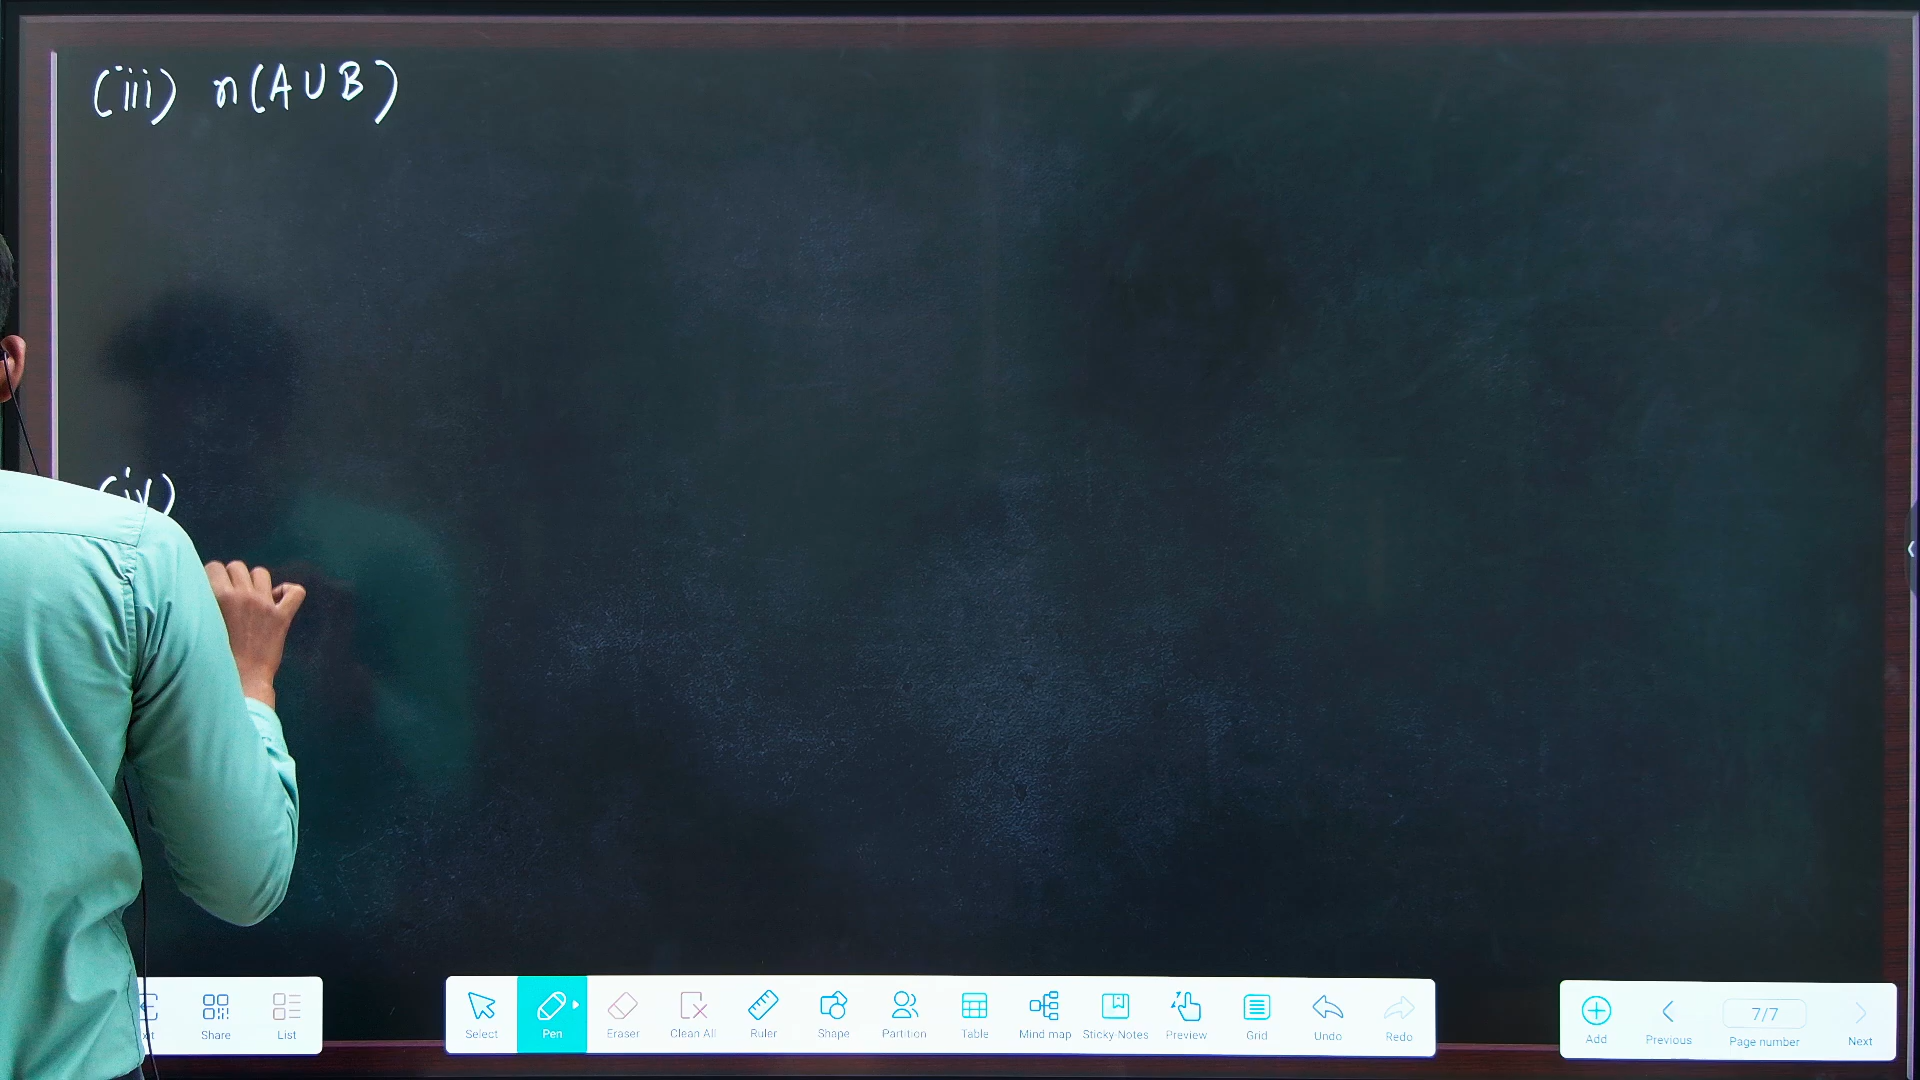 (iii) n(A∪B)
(iv)
Share
List
Select
Pen
Eraser
Clean All
Ruler
Shape
Partition
Table
Mind map
Sticky Notes
Preview
Grid
Undo
Redo
Add
Previous
7/7
Page number
Next